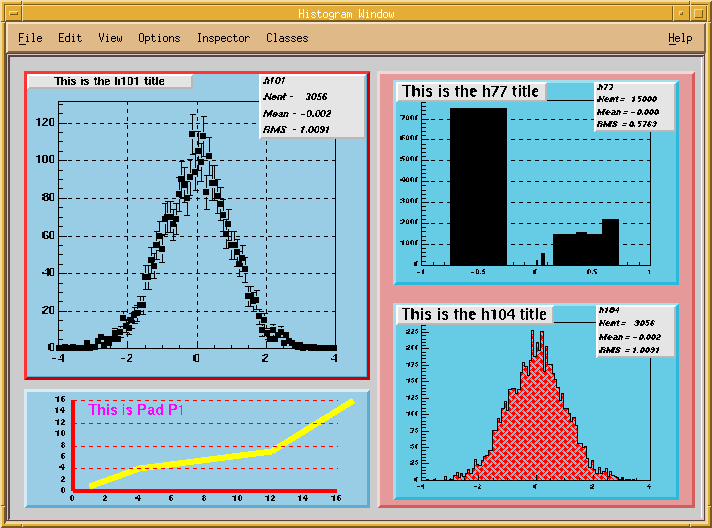 Histogram Window
File Edit View Options Inspector Classes Help
This is the h101 title
h101
Nent = 3056
Mean = -0.002
RMS = 1.0091
120
100
80
60
40
20
0
-4 -2 0 2 4
This is Pad P1
16
14
12
10
8
6
4
2
0
0 2 4 6 8 10 12 14 16
This is the h77 title
h77
Nent = 15000
Mean = -0.000
RMS = 0.5763
7000
6000
5000
4000
3000
2000
1000
0
-1 -0.5 0 0.5 1
This is the h104 title
h104
Nent = 3056
Mean = -0.002
RMS = 1.0091
225
200
175
150
125
100
75
50
25
0
-4 -2 0 2 4